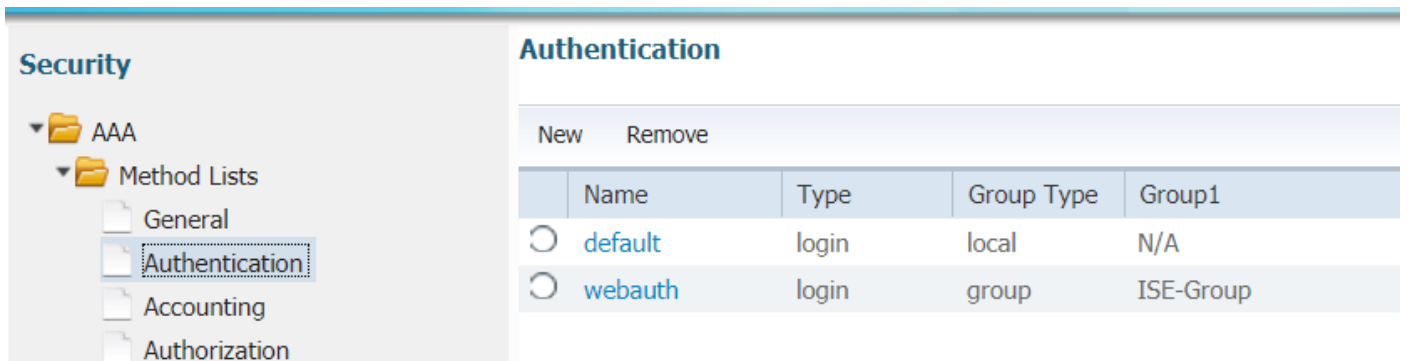 Security
AAA
Method Lists
General
Authentication
Accounting
Authorization
Authentication
New Remove
Name Type Group Type Group1
default login local N/A
webauth login group ISE-Group